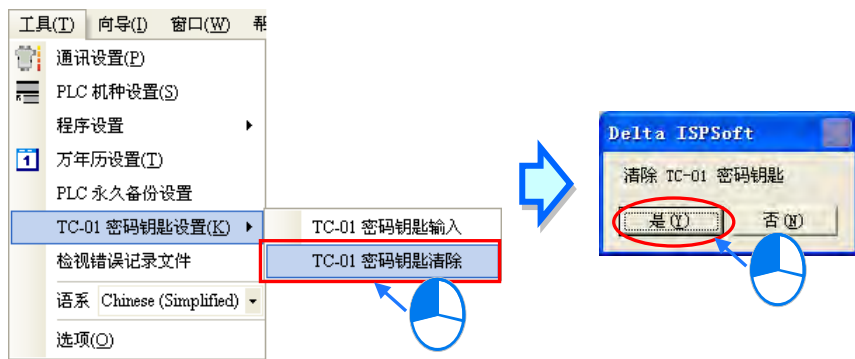 工具(T) 向导(I) 窗口(W)
通讯设置(P)
PLC 机种设置(S)
程序设置
1 万年历设置(T)
PLC 永久备份设置
TC-01 密码钥匙设置(K)
TC-01 密码钥匙输入
TC-01 密码钥匙清除
检视错误记录文件
语系 Chinese (Simplified)
选项(O)
Delta ISPSoft
清除 TC-01 密码钥匙
是(Y) 否(N)